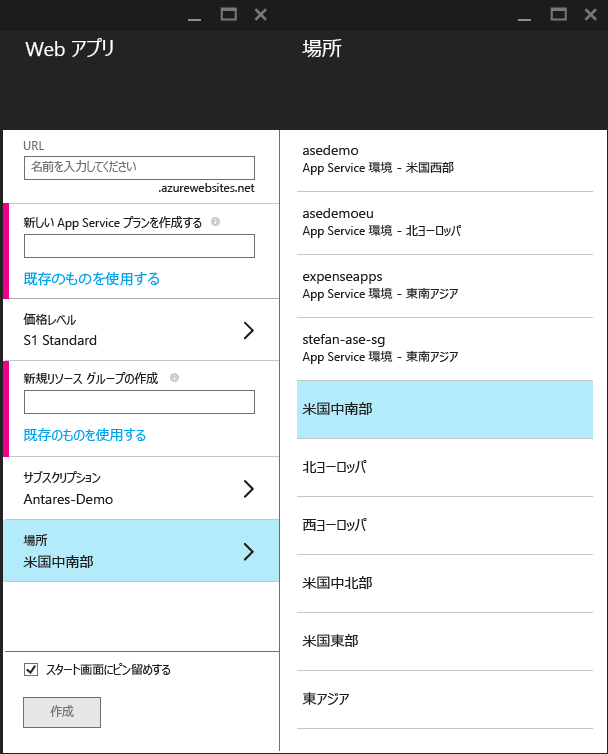 Web アプリ
URL
名前を入力してください
.azurewebsites.net
新しい App Service プランを作成する
既存のものを使用する
価格レベル
S1 Standard
新規リソース グループの作成
既存のものを使用する
サブスクリプション
Antares-Demo
場所
米国中南部
スタート画面にピン留めする
作成
場所
asedemo
App Service 環境 - 米国西部
asedemoeu
App Service 環境 - 北ヨーロッパ
expenseapps
App Service 環境 - 東南アジア
stefan-ase-sg
App Service 環境 - 東南アジア
米国中南部
北ヨーロッパ
西ヨーロッパ
米国中北部
米国東部
東アジア